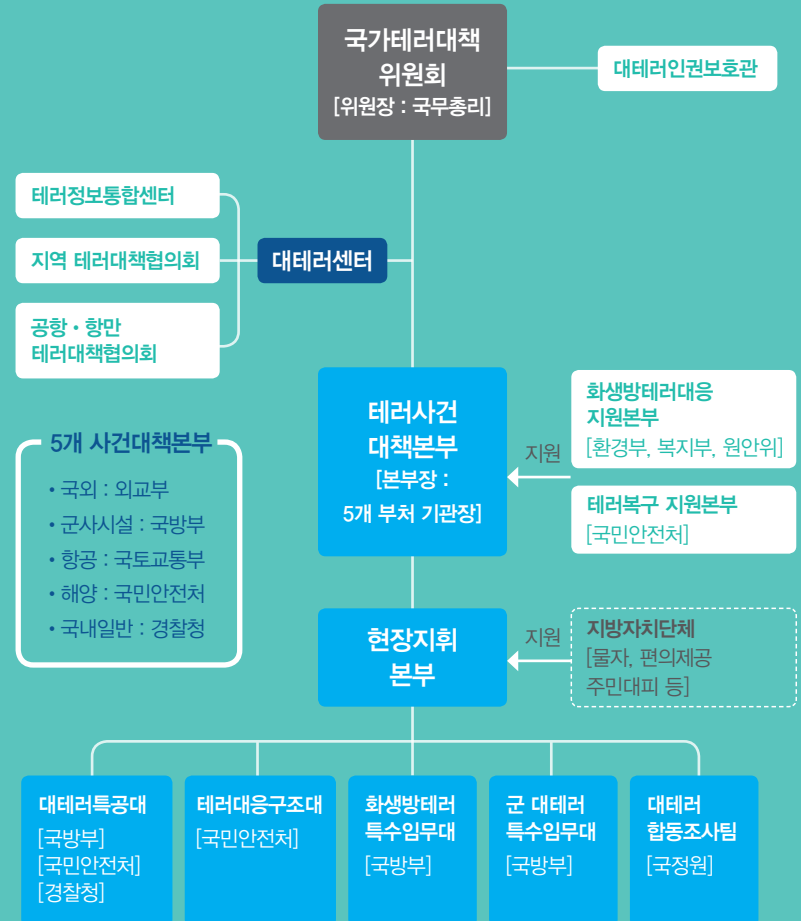 국가테러대책
위원회
[위원장 : 국무총리]
대테러인권보호관
테러정보통합센터
지역 테러대책협의회
공항 • 항만
테러대책협의회
대테러센터
테러사건
대책본부
[본부장 :
5개 부처 기관장]
지원
화생방테러대응
지원본부
[환경부, 복지부, 원안위]
테러복구 지원본부
[국민안전처]
5개 사건대책본부
• 국외 : 외교부
• 군사시설 : 국방부
• 항공 : 국토교통부
• 해양 : 국민안전처
• 국내일반 : 경찰청
현장지휘
본부
지원
지방자치단체
[물자, 편의제공
주민대피 등]
대테러특공대
[국방부]
[국민안전처]
[경찰청]
테러대응구조대
[국민안전처]
화생방테러
특수임무대
[국방부]
군 대테러
특수임무대
[국방부]
대테러
합동조사팀
[국정원]